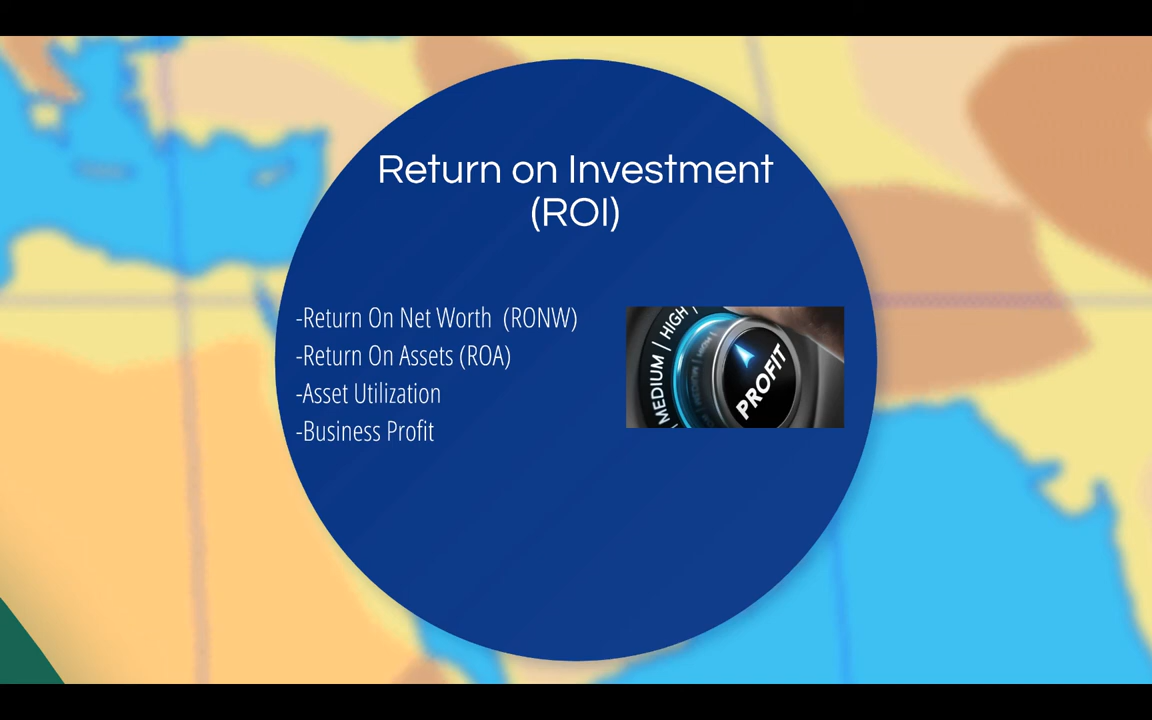 Return on Investment
(ROI)
-Return On Net Worth (RONW)
-Return On Assets (ROA)
-Asset Utilization
-Business Profit
MEDIUM | HIGH |
PROFIT